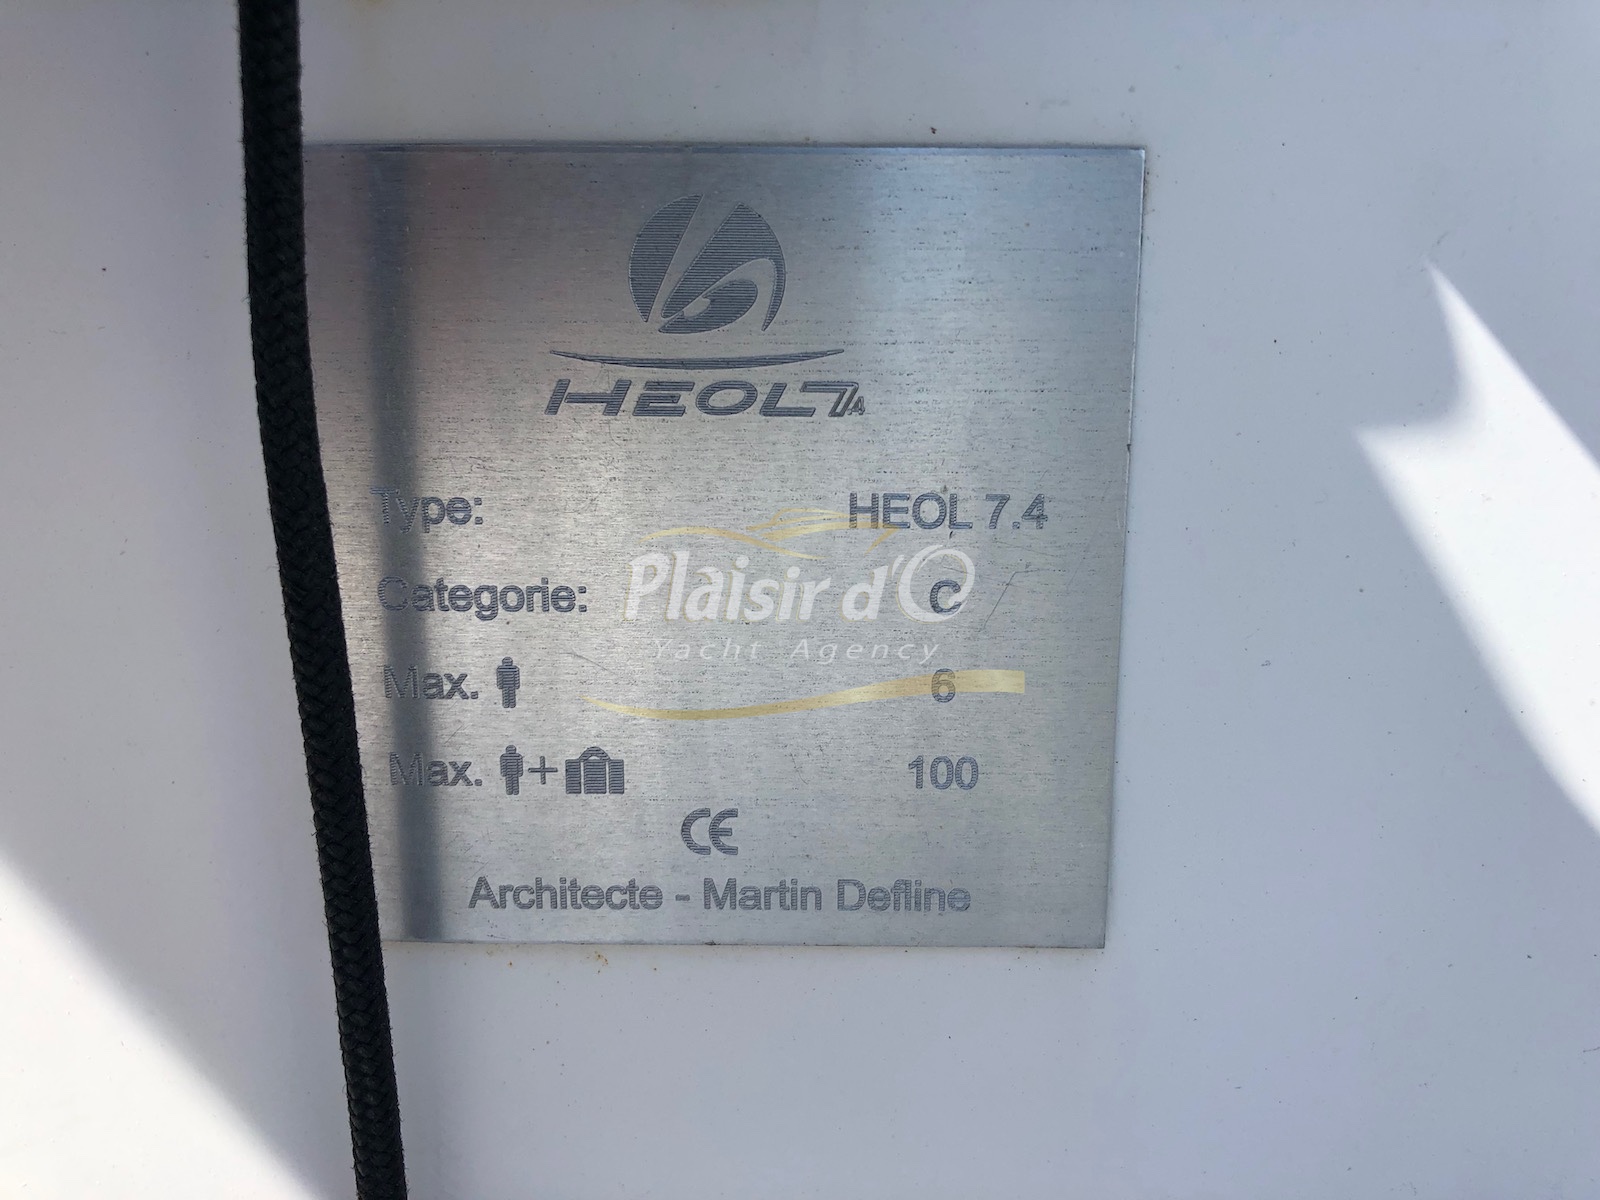 HEOL 7.4
Type: HEOL 7.4
Categorie: C
Max. 6
Max. + 100
CE
Architecte - Martin Defline
Plaisir d'O
Yacht Agency